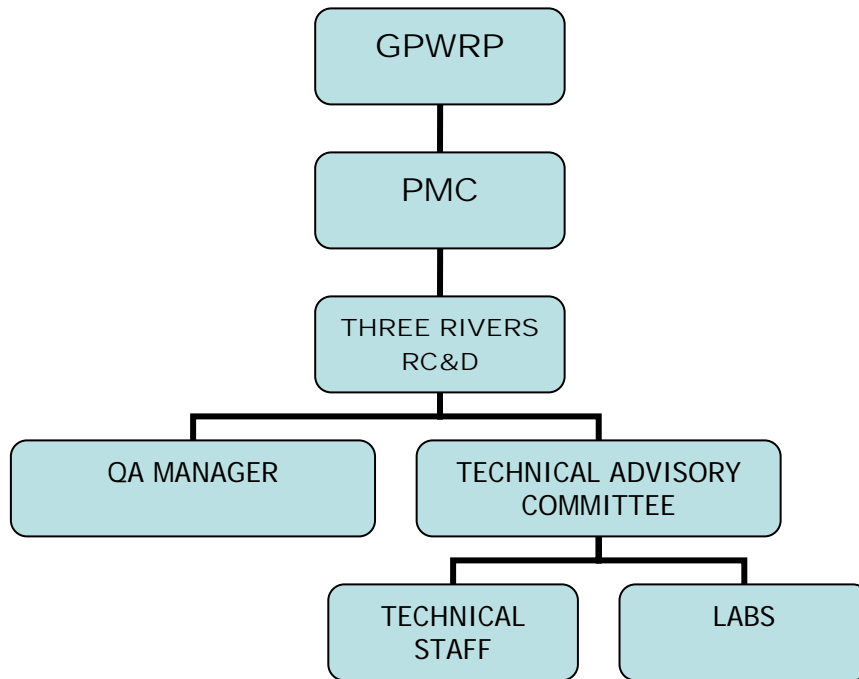 GPWRP
PMC
THREE RIVERS
RC&D
QA MANAGER
TECHNICAL ADVISORY
COMMITTEE
TECHNICAL
STAFF
LABS